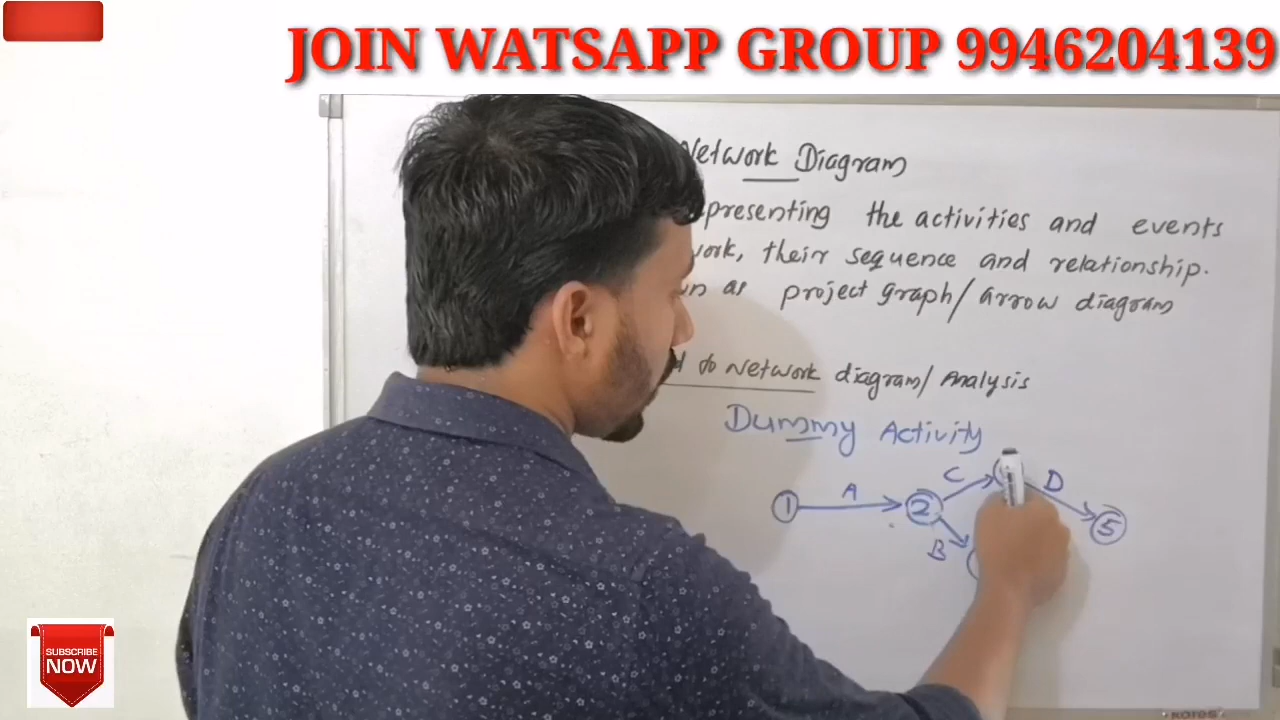 JOIN WATSAPP GROUP 9946204139
Network Diagram
presenting the activities and events
work, their sequence and relationship.
as project graph/arrow diagram
to Network diagram/Analysis
Dummy Activity
C D
1 A 2 5
B
SUBSCRIBE
NOW